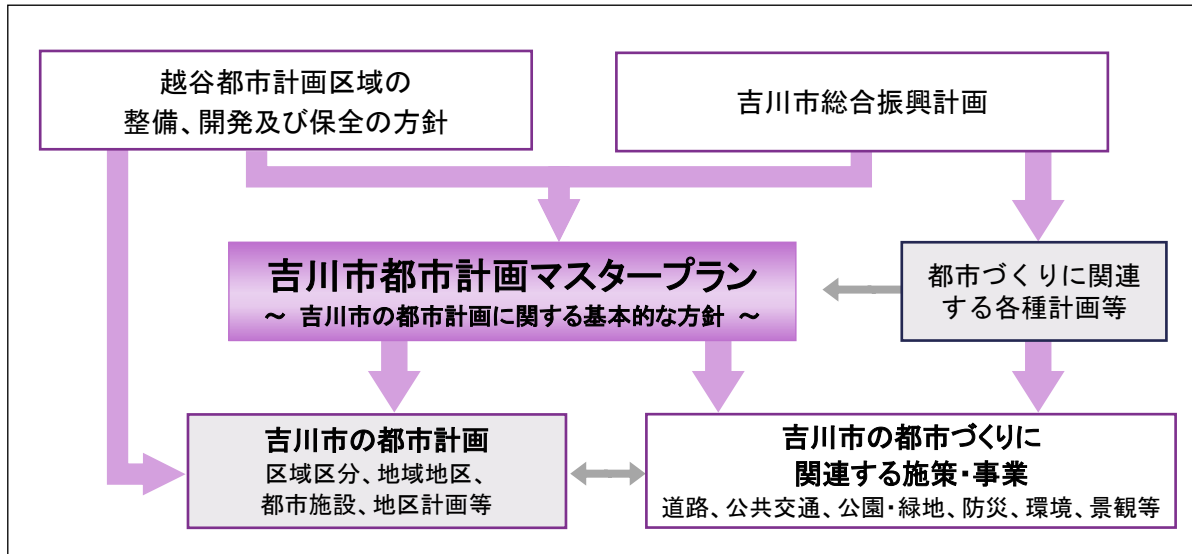 越谷都市計画区域の
整備、開発及び保全の方針
吉川市総合振興計画
吉川市都市計画マスタープラン
～ 吉川市の都市計画に関する基本的な方針 ～
都市づくりに関連
する各種計画等
吉川市の都市計画
区域区分、地域地区、
都市施設、地区計画等
吉川市の都市づくりに
関連する施策・事業
道路、公共交通、公園・緑地、防災、環境、景観等